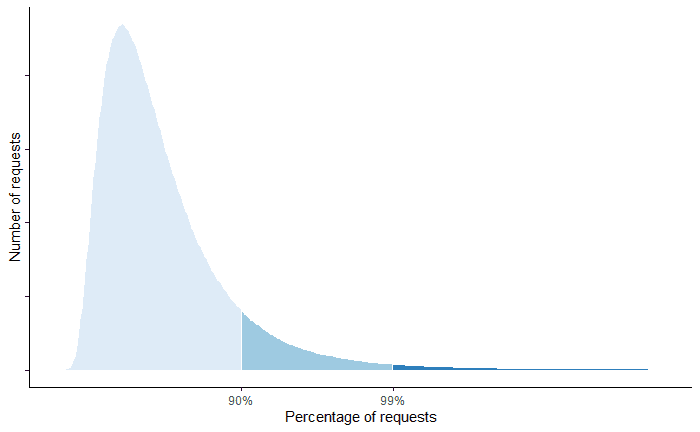 Number of requests
90%
99%
Percentage of requests